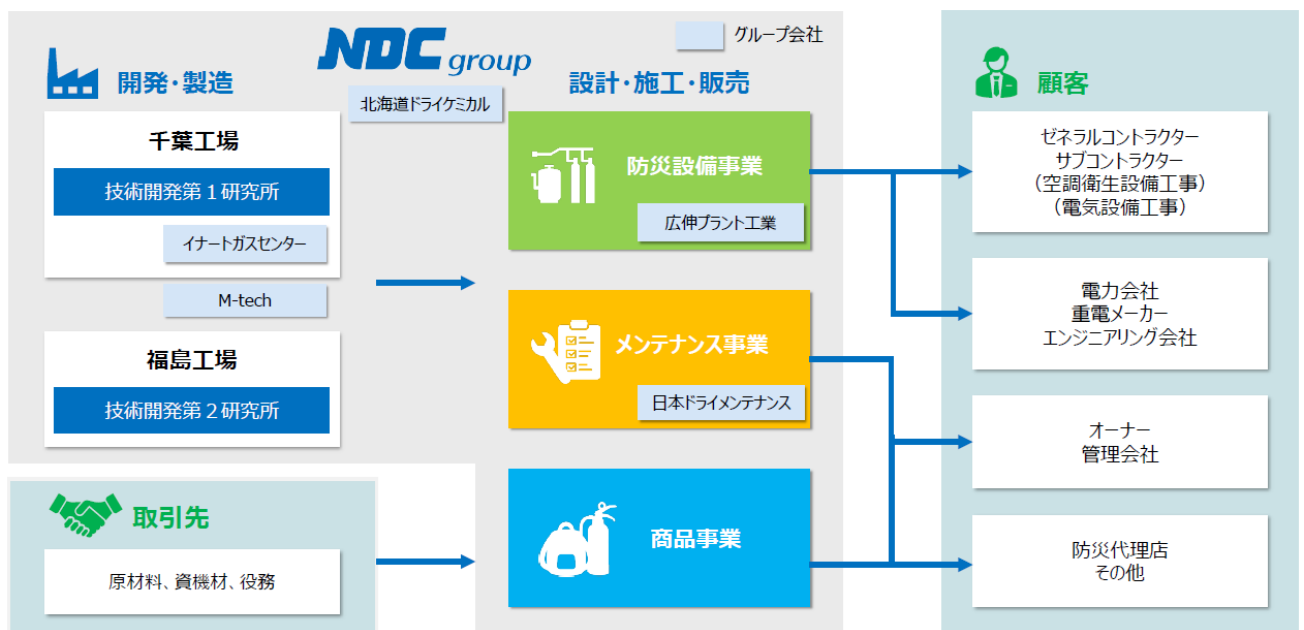 NDC group
グループ会社
開発・製造
北海道ドライケミカル
設計・施工・販売
千葉工場
技術開発第１研究所
イナートガスセンター
M-tech
福島工場
技術開発第２研究所
取引先
原材料、資機材、役務
防災設備事業
広伸プラント工業
メンテナンス事業
日本ドライメンテナンス
商品事業
顧客
ゼネラルコントラクター
サブコントラクター
（空調衛生設備工事）
（電気設備工事）
電力会社
重電メーカー
エンジニアリング会社
オーナー
管理会社
防災代理店
その他